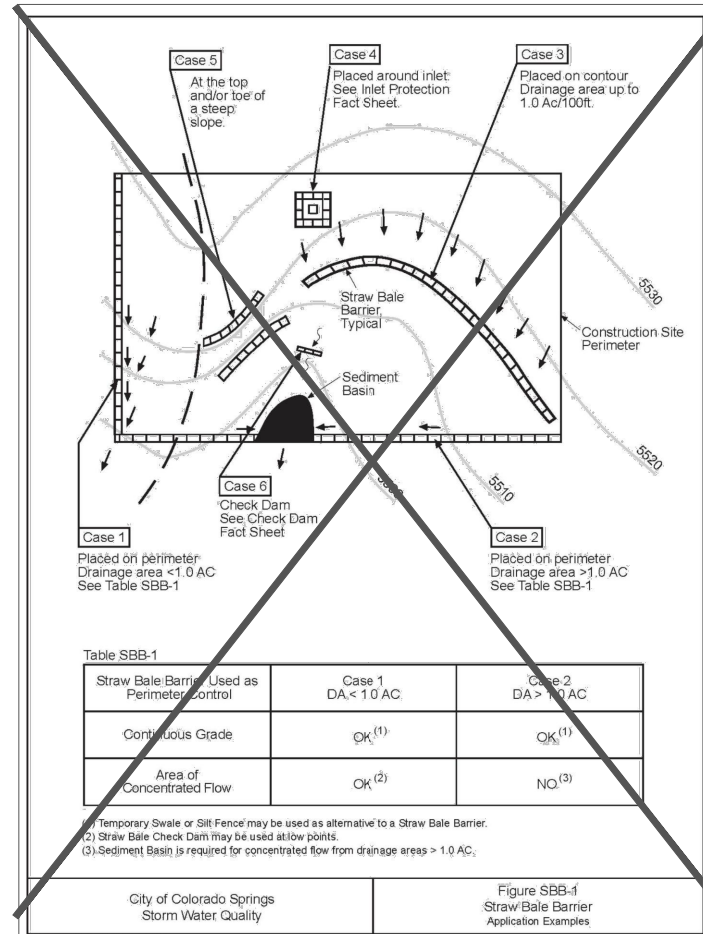 Case 5
At the top
and/or toe of
a steep
slope.
Case 4
Placed around inlet.
See Inlet Protection
Fact Sheet.
Case 3
Placed on contour
Drainage area up to
1.0 Ac/100ft.
Straw Bale
Barrier
Typical
5530
Construction Site
Perimeter
Sediment
Basin
5520
5510
Case 6
Check Dam
See Check Dam
Fact Sheet
Case 1
Placed on perimeter
Drainage area <1.0 AC
See Table SBB-1
Case 2
Placed on perimeter
Drainage area >1.0 AC
See Table SBB-1
Table SBB-1
Straw Bale Barrier Used as
Perimeter Control
Case 1
DA < 1.0 AC
Case 2
DA > 1.0 AC
Continuous Grade
OK (1)
OK (1)
Area of
Concentrated Flow
OK (2)
NO (3)
(1) Temporary Swale or Silt Fence may be used as alternative to a Straw Bale Barrier.
(2) Straw Bale Check Dam may be used at low points.
(3) Sediment Basin is required for concentrated flow from drainage areas > 1.0 AC.
City of Colorado Springs
Storm Water Quality
Figure SBB-1
Straw Bale Barrier
Application Examples